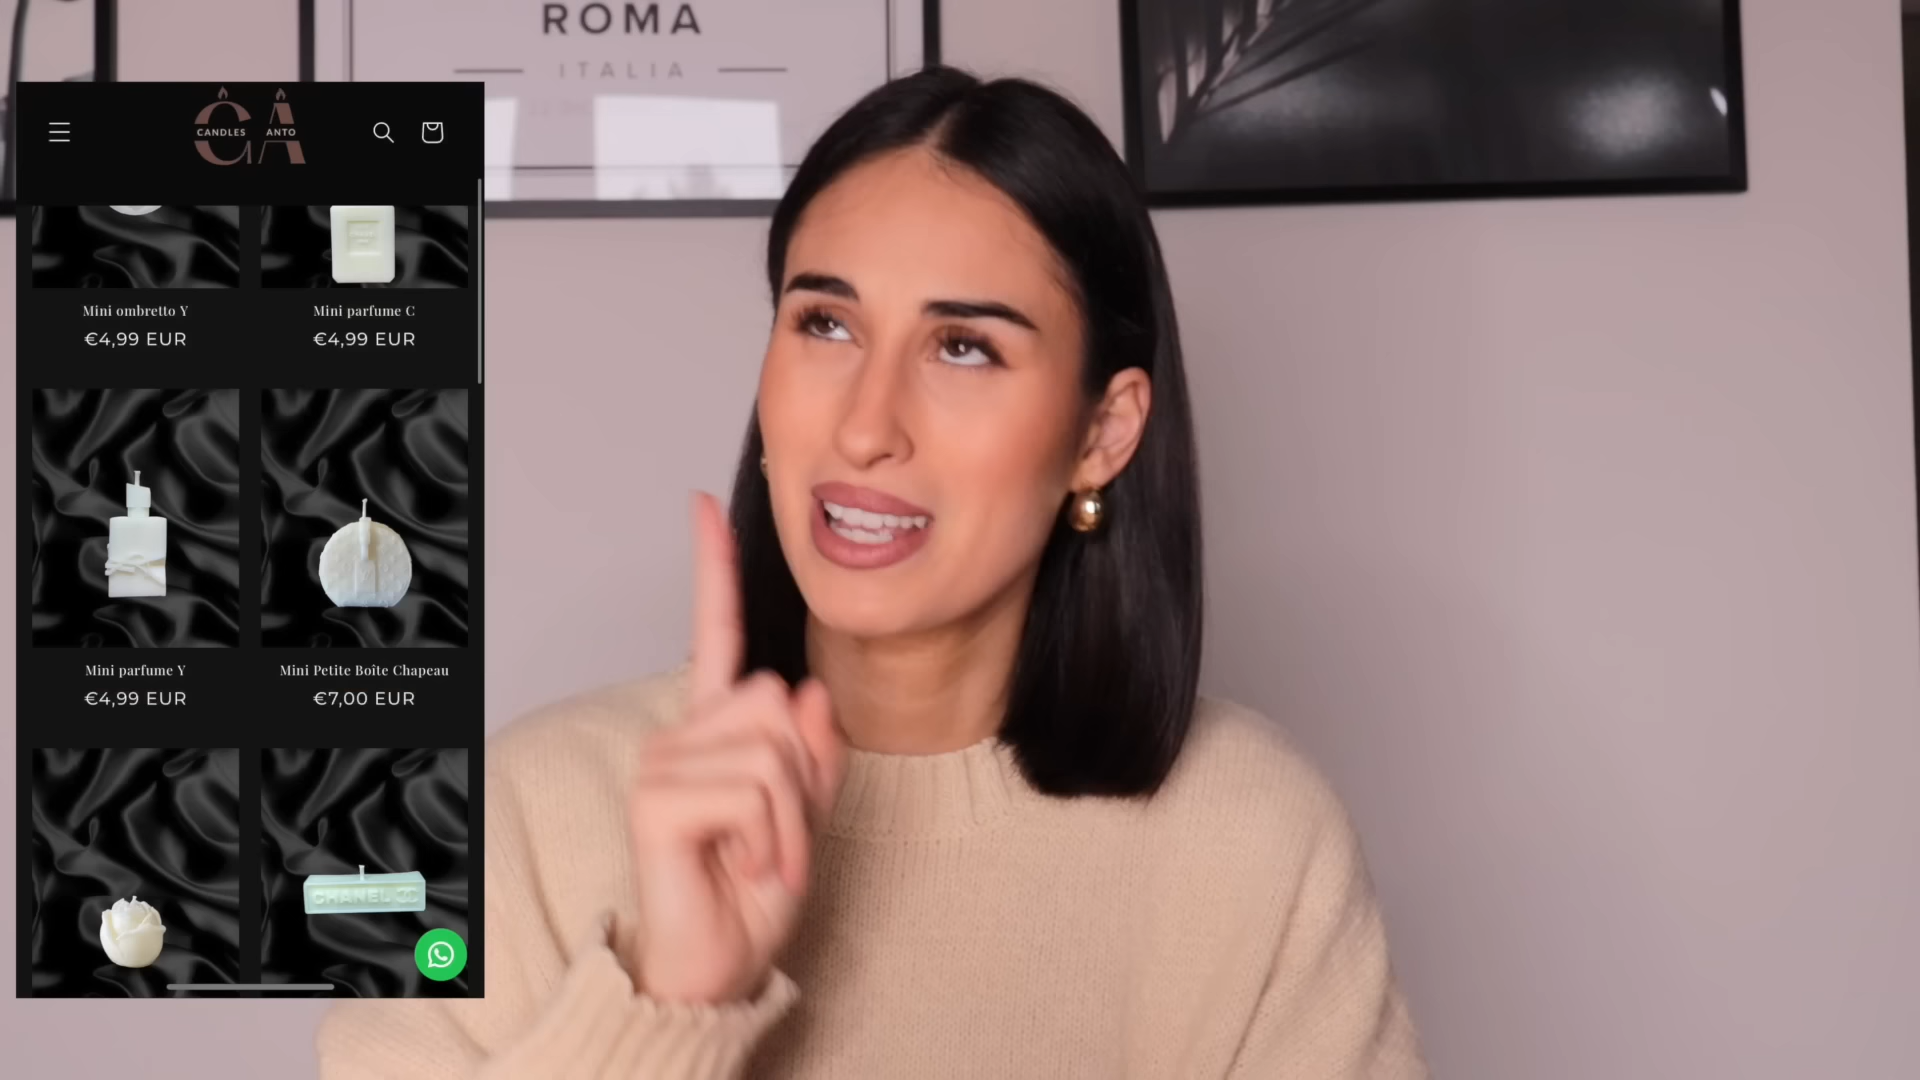 ROMA
ITALIA
CANDLES ANTO
CA
Mini ombretto Y
€4,99 EUR
Mini parfume C
€4,99 EUR
Mini parfume Y
€4,99 EUR
Mini Petite Boîte Chapeau
€7,00 EUR
CHANEL